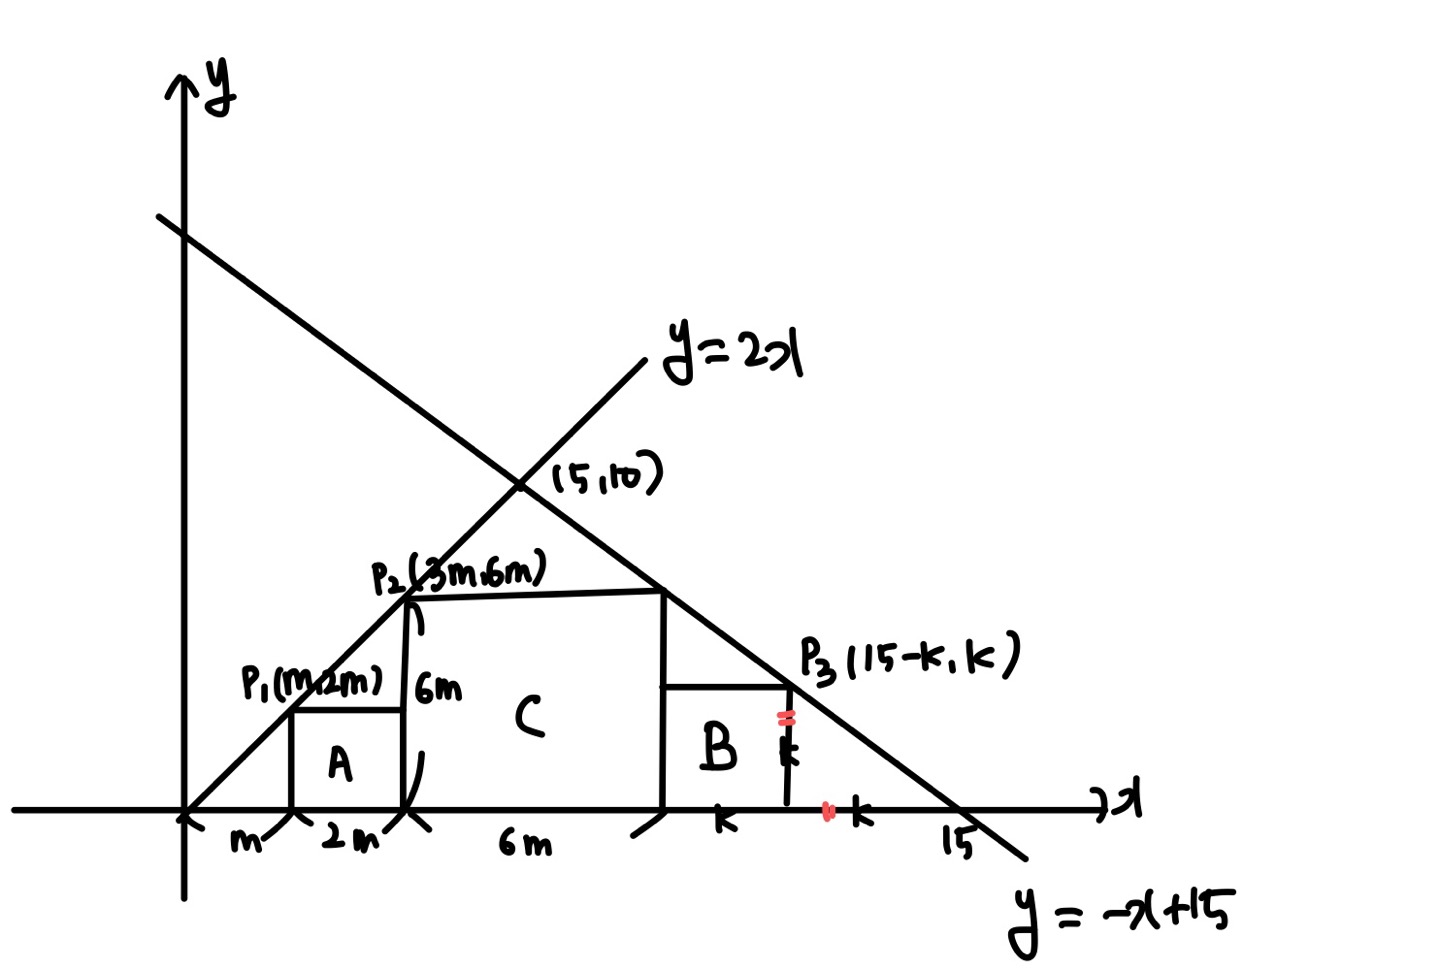 y
y=2x
(5,10)
P₂(3m,6m)
P₃(15-k, k)
P₁(m,2m)
6m
C
A
B
k
x
m
2m
6m
k
k
15
y = -x+15